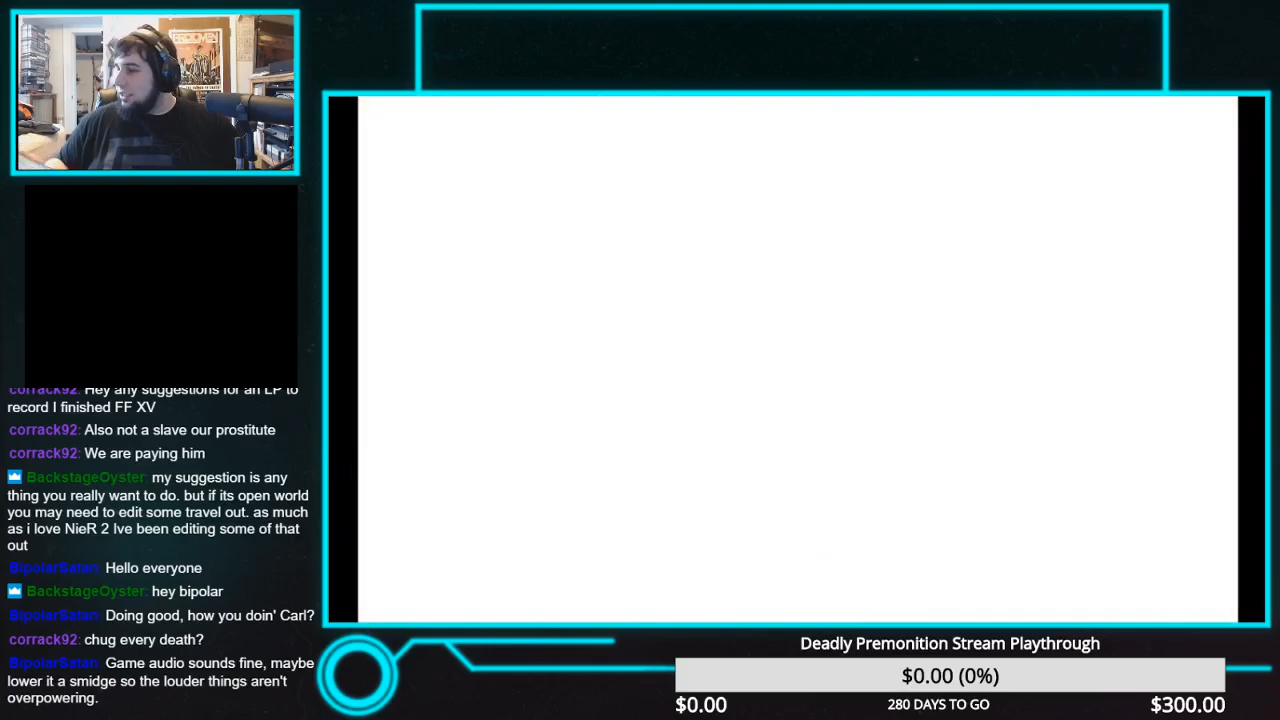 corrack92: Hey any suggestions for an LP to
record I finished FF XV
corrack92: Also not a slave our prostitute
corrack92: We are paying him
BackstageOyster: my suggestion is any
thing you really want to do. but if its open world
you may need to edit some travel out. as much
as i love NieR 2 Ive been editing some of that
out
BipolarSatan: Hello everyone
BackstageOyster: hey bipolar
BipolarSatan: Doing good, how you doin' Carl?
corrack92: chug every death?
BipolarSatan: Game audio sounds fine, maybe
lower it a smidge so the louder things aren't
overpowering.
Deadly Premonition Stream Playthrough
$0.00 (0%)
$0.00 280 DAYS TO GO $300.00